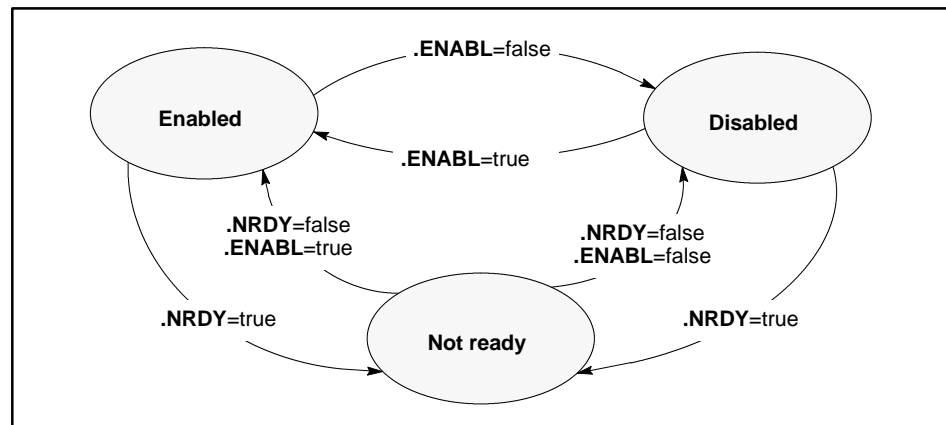 .ENABL=false
Enabled
Disabled
.ENABL=true
.NRDY=false
.ENABL=true
.NRDY=false
.ENABL=false
.NRDY=true
.NRDY=true
Not ready